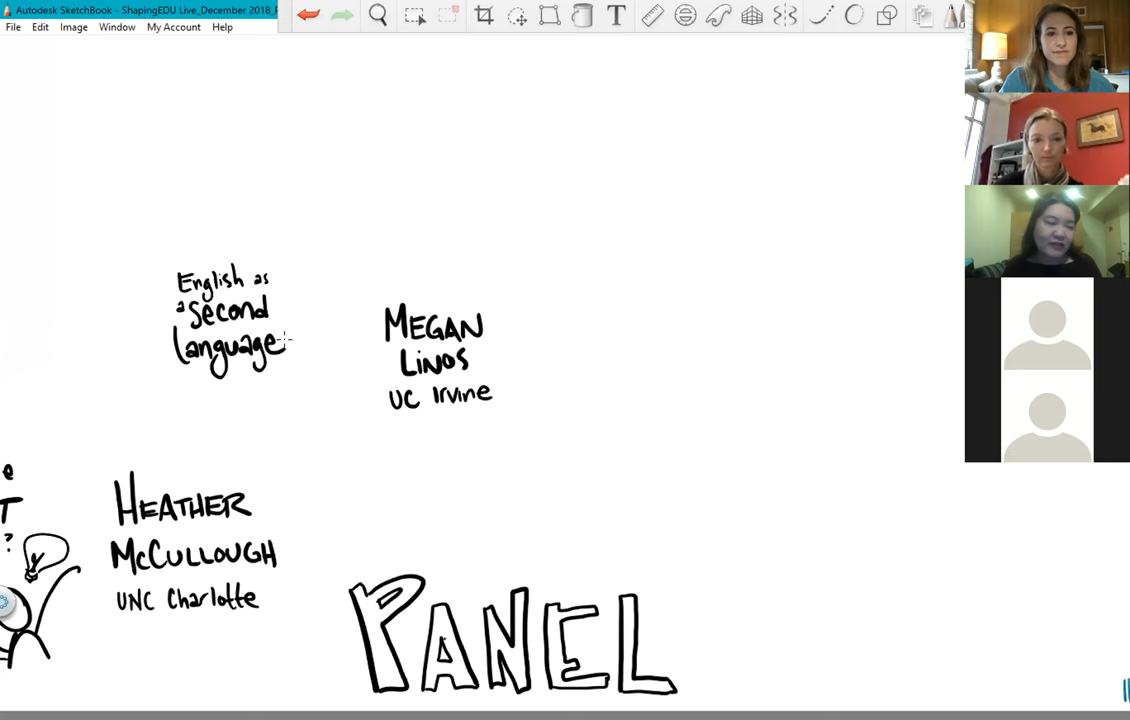 Autodesk SketchBook - ShapingEDU Live_December 2018_
File Edit Image Window My Account Help
English as
a second
language
MEGAN
LINOS
UC Irvine
e
T
?
HEATHER
McCULLOUGH
UNC Charlotte
PANEL